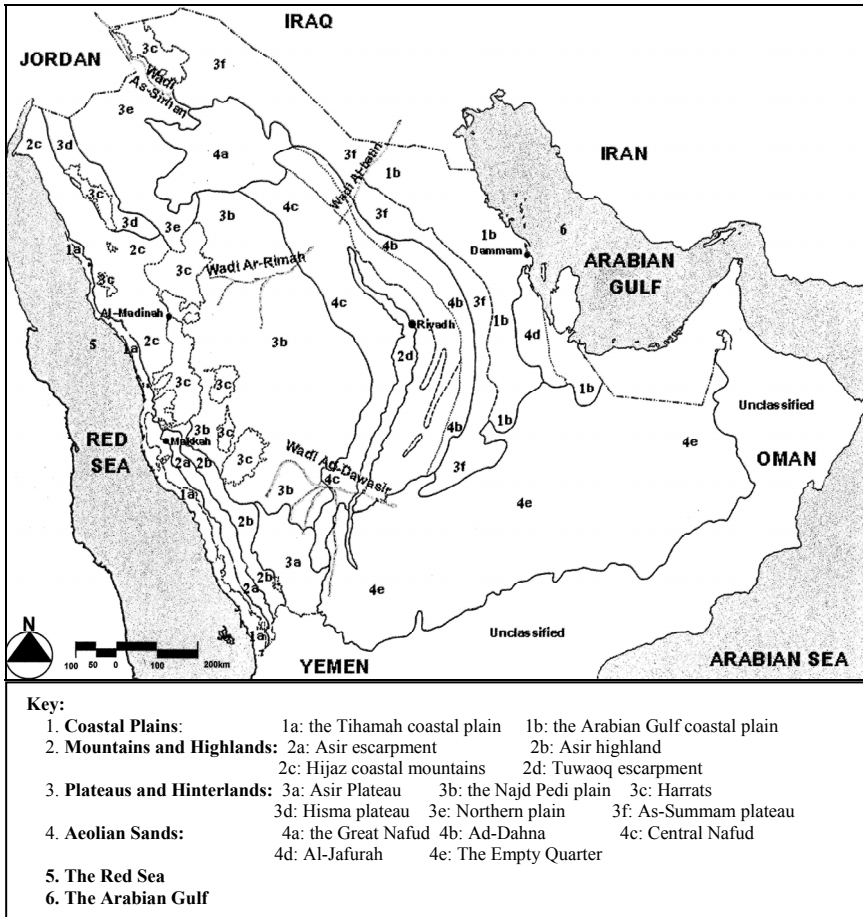 IRAQ
JORDAN
3c
3f
Wadi
As-Sirhan
3e
4a
3f
Wadi Al-batin
1b
IRAN
2c
3d
3c
3d
3e
3b
4c
3f
1a
2c
3c
4b
1b
6
Dammam
ARABIAN
GULF
3c
Wadi Ar-Rimah
Al-Madinah
4c
4b
3f
1b
4d
Riyadh
5
1a
2c
3b
2d
3c
3c
1b
Unclassified
RED
SEA
3b
3c
Makkah
4b
1b
4e
OMAN
2a
2b
3c
Wadi Ad-Dawasir
3f
1a
3b
4c
4e
2b
3a
2b
2a
4e
1a
Unclassified
N
100
50
0
100
200km
YEMEN
ARABIAN SEA
Key:
1. Coastal Plains: 1a: the Tihamah coastal plain 1b: the Arabian Gulf coastal plain
2. Mountains and Highlands: 2a: Asir escarpment 2b: Asir highland
2c: Hijaz coastal mountains 2d: Tuwaoq escarpment
3. Plateaus and Hinterlands: 3a: Asir Plateau 3b: the Najd Pedi plain 3c: Harrats
3d: Hisma plateau 3e: Northern plain 3f: As-Summam plateau
4. Aeolian Sands: 4a: the Great Nafud 4b: Ad-Dahna 4c: Central Nafud
4d: Al-Jafurah 4e: The Empty Quarter
5. The Red Sea
6. The Arabian Gulf